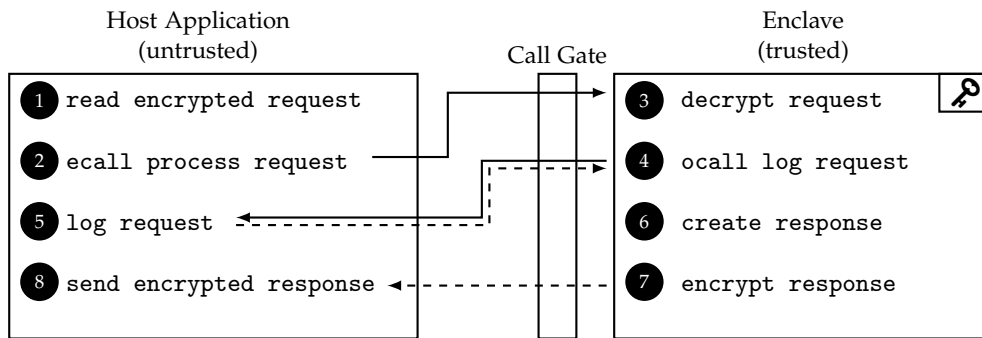 Host Application
(untrusted)
Call Gate
Enclave
(trusted)
1 read encrypted request
2 ecall process request
5 log request
8 send encrypted response
3 decrypt request
4 ocall log request
6 create response
7 encrypt response